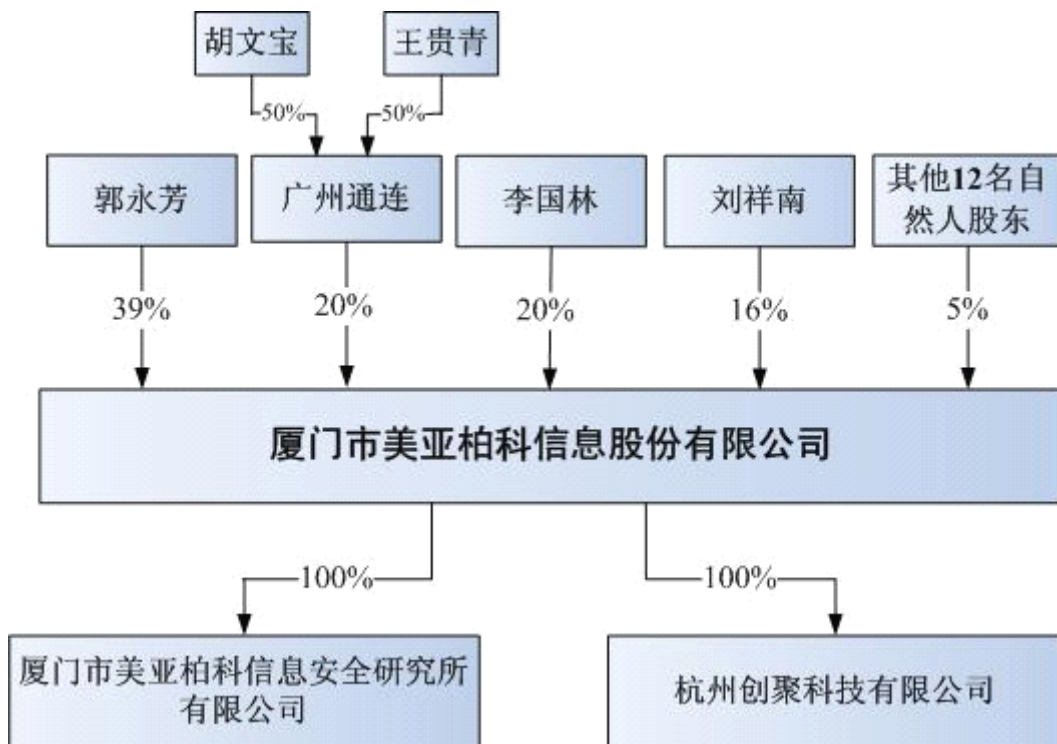 胡文宝
王贵青
50%
50%
郭永芳
广州通连
李国林
刘祥南
其他12名自
然人股东
39%
20%
20%
16%
5%
厦门市美亚柏科信息股份有限公司
100%
100%
厦门市美亚柏科信息安全研究所
有限公司
杭州创聚科技有限公司